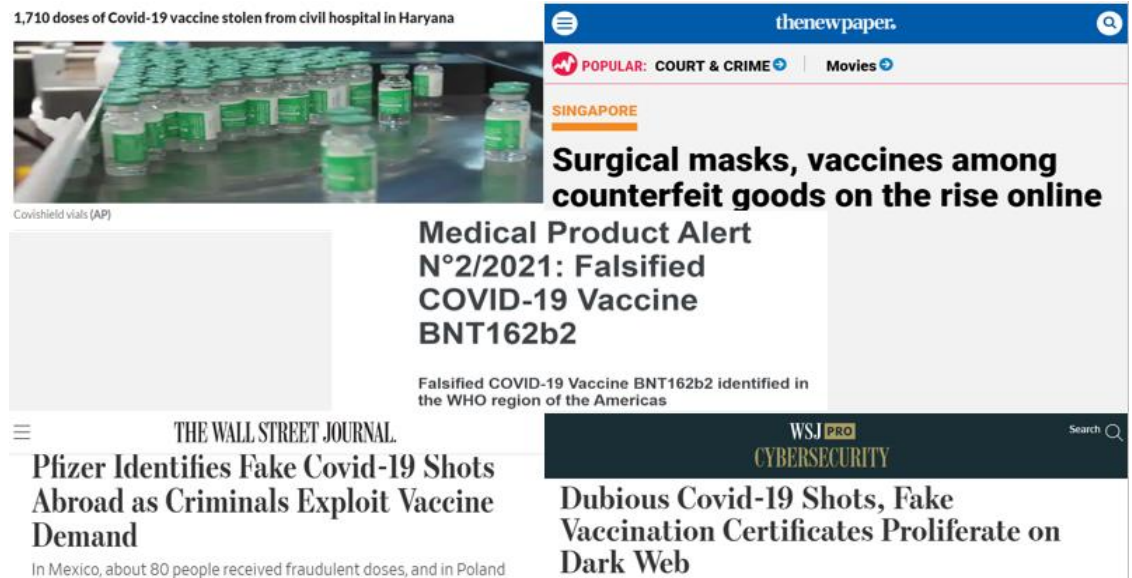 1,710 doses of Covid-19 vaccine stolen from civil hospital in Haryana
Covishield vials (AP)
thenewpaper.
POPULAR: COURT & CRIME Movies
SINGAPORE
Surgical masks, vaccines among
counterfeit goods on the rise online
Medical Product Alert
N°2/2021: Falsified
COVID-19 Vaccine
BNT162b2
Falsified COVID-19 Vaccine BNT162b2 identified in
the WHO region of the Americas
THE WALL STREET JOURNAL.
Pfizer Identifies Fake Covid-19 Shots
Abroad as Criminals Exploit Vaccine
Demand
In Mexico, about 80 people received fraudulent doses, and in Poland
WSJ PRO
CYBERSECURITY
Search
Dubious Covid-19 Shots, Fake
Vaccination Certificates Proliferate on
Dark Web